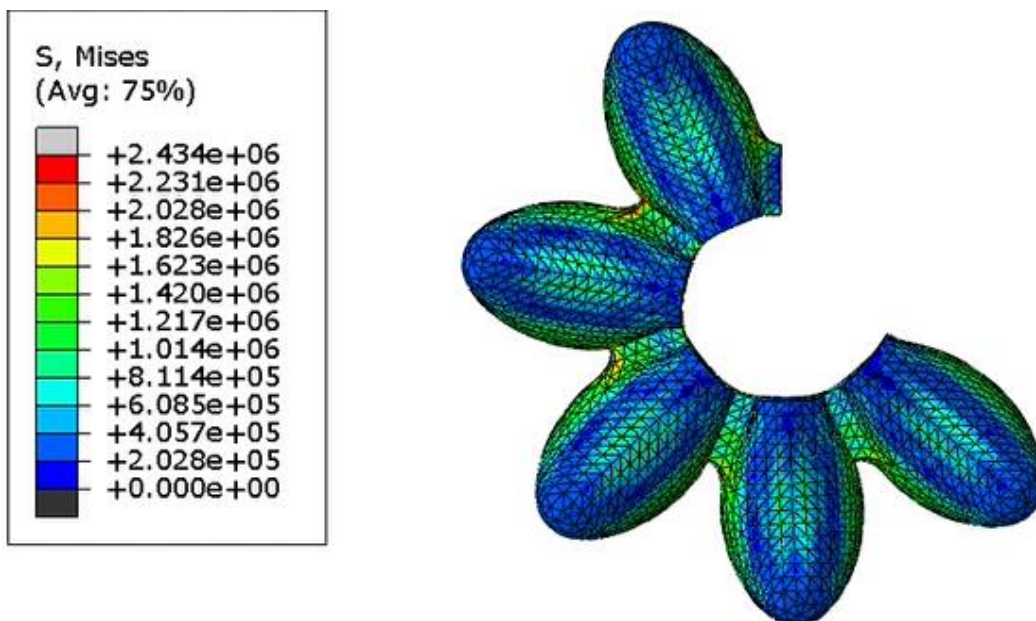 S, Mises
(Avg: 75%)
+2.434e+06
+2.231e+06
+2.028e+06
+1.826e+06
+1.623e+06
+1.420e+06
+1.217e+06
+1.014e+06
+8.114e+05
+6.085e+05
+4.057e+05
+2.028e+05
+0.000e+00